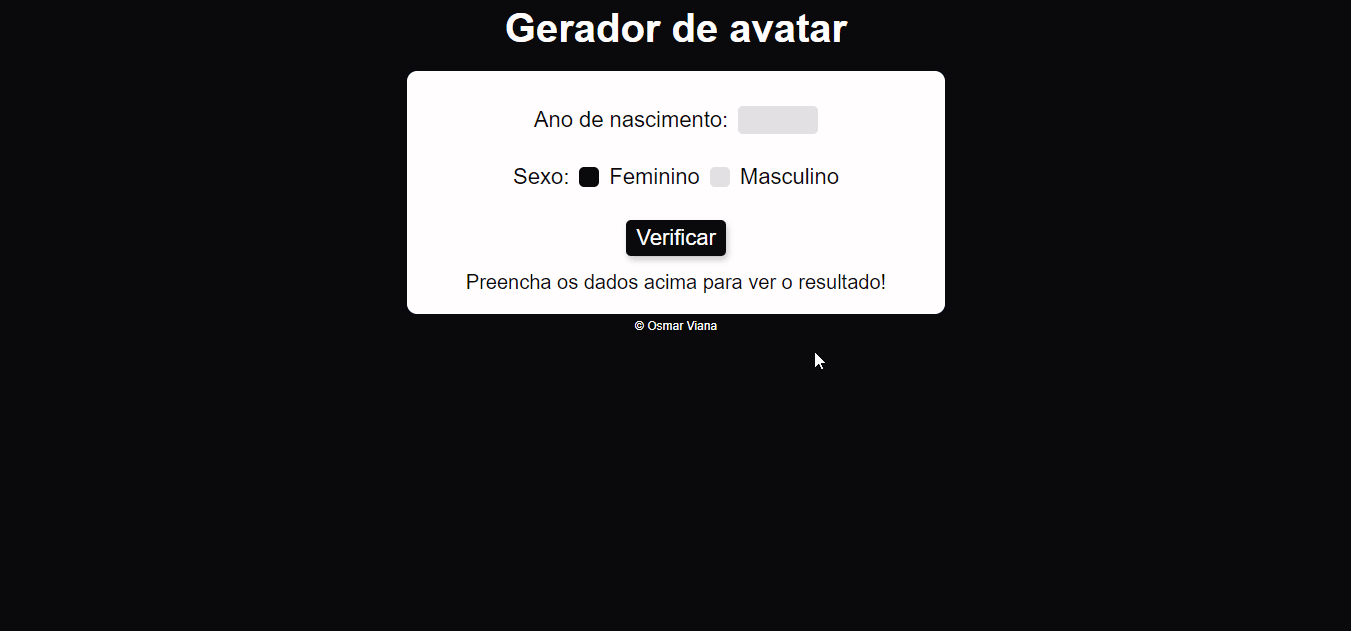 Gerador de avatar
Ano de nascimento:
Sexo: Feminino Masculino
Verificar
Preencha os dados acima para ver o resultado!
© Osmar Viana